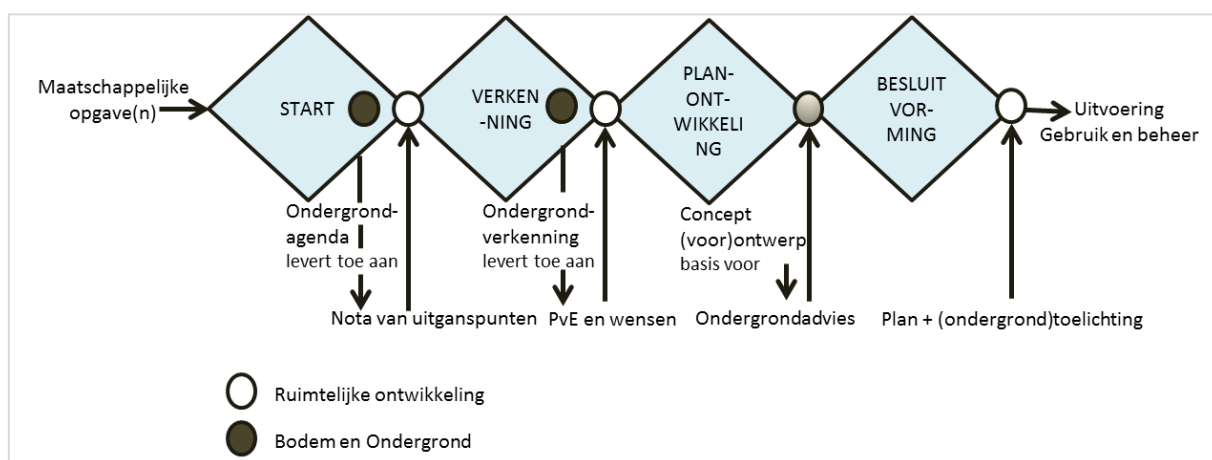 Maatschappelijke
opgave(n)
START
VERKEN
-NING
PLAN-
ONT-
WIKKELI
NG
BESLUIT
VOR-
MING
Uitvoering
Gebruik en beheer
Ondergrond-
agenda
levert toe aan
Ondergrond-
verkenning
levert toe aan
Concept
(voor)ontwerp
basis voor
Nota van uitganspunten
PvE en wensen
Ondergrondadvies
Plan + (ondergrond)toelichting
Ruimtelijke ontwikkeling
Bodem en Ondergrond